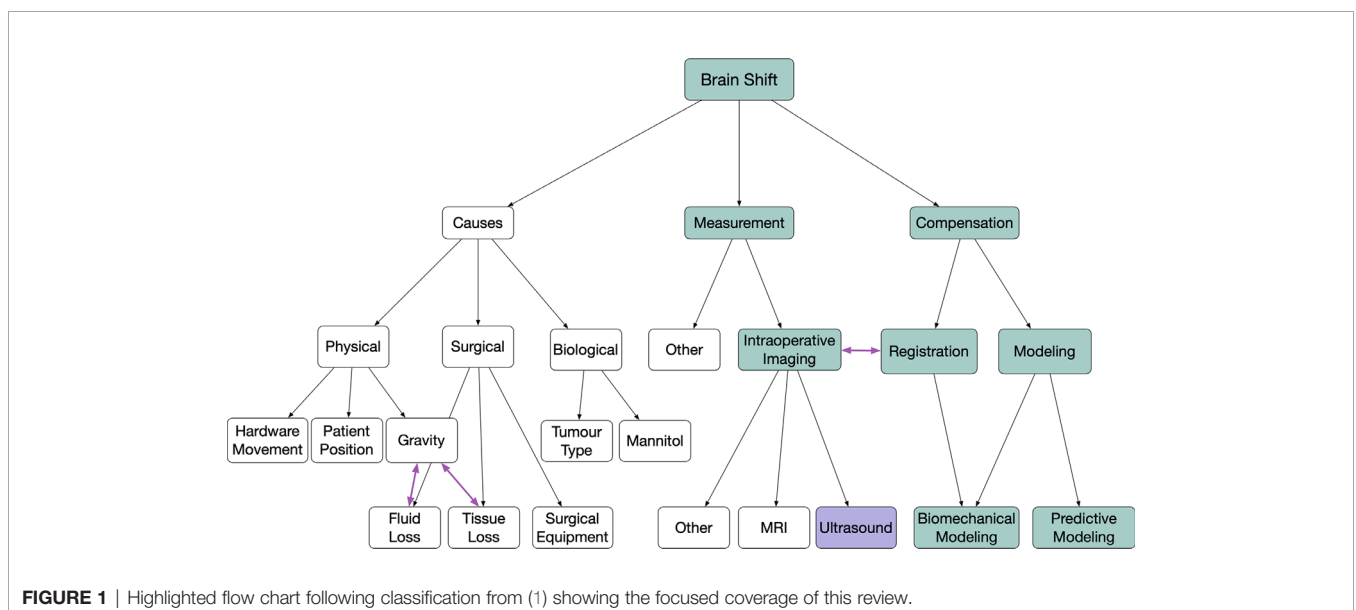 Brain Shift
Causes
Measurement
Compensation
Physical
Surgical
Biological
Other
Intraoperative
Imaging
Registration
Modeling
Hardware
Movement
Patient
Position
Gravity
Tumour
Type
Mannitol
Fluid
Loss
Tissue
Loss
Surgical
Equipment
Other
MRI
Ultrasound
Biomechanical
Modeling
Predictive
Modeling
FIGURE 1 | Highlighted flow chart following classification from (1) showing the focused coverage of this review.